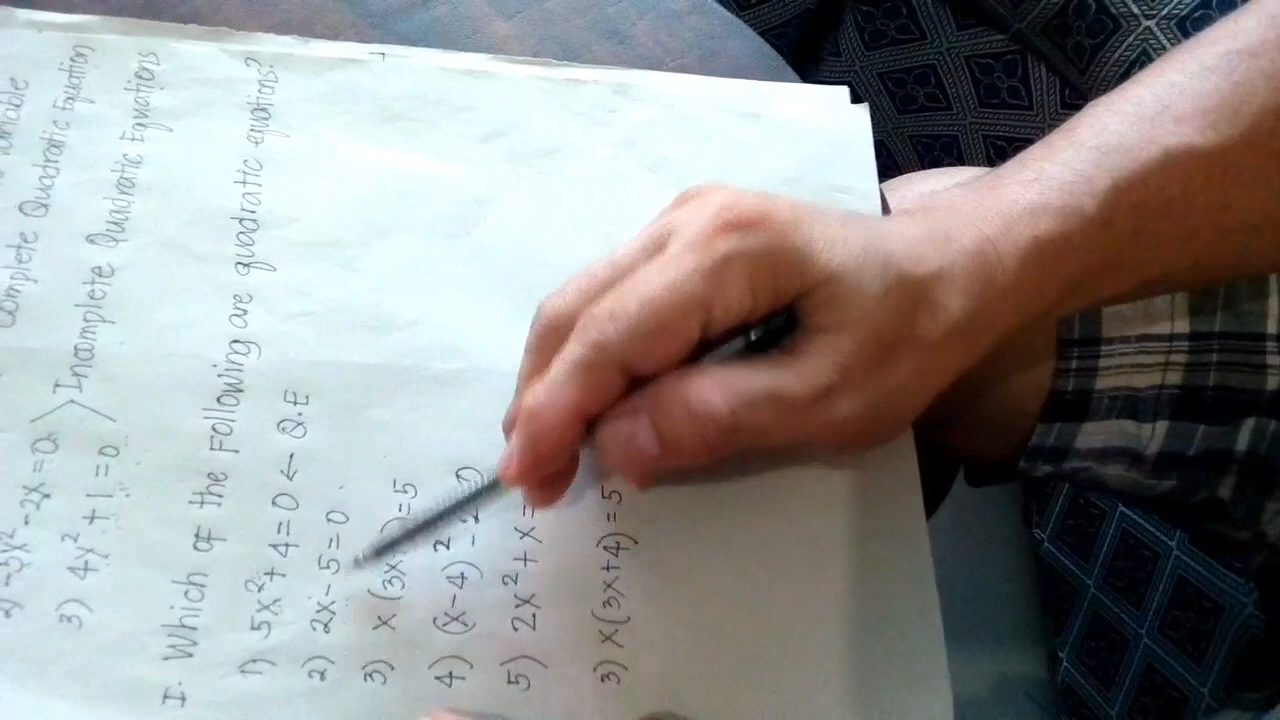 Complete Quadratic Equation
2) -3x² - 2x = 0
3) 4y² + 1 = 0 > Incomplete Quadratic Equations
I. Which of the Following are quadratic equations?
1) 5x² + 4 = 0 ← Q.E
2) 2x - 5 = 0
3) x (3x ) = 5
4) (x - 4)² -
5) 2x² + x =
3) x (3x + 4) = 5